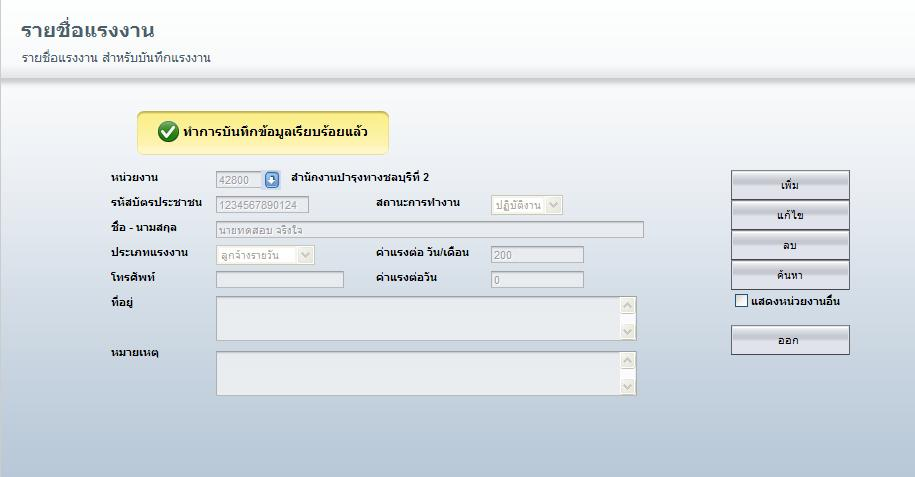 รายชื่อแรงงาน
รายชื่อแรงงาน สำหรับบันทึกแรงงาน
ทำการบันทึกข้อมูลเรียบร้อยแล้ว
หน่วยงาน 42800 สำนักงานบำรุงทางชลบุรีที่ 2
รหัสบัตรประชาชน 1234567890124 สถานะการทำงาน ปฏิบัติงาน
ชื่อ - นามสกุล นายทดสอบ จริงใจ
ประเภทแรงงาน ลูกจ้างรายวัน ค่าแรงต่อ วัน/เดือน 200
โทรศัพท์ ค่าแรงต่อวัน 0
ที่อยู่
หมายเหตุ
เพิ่ม
แก้ไข
ลบ
ค้นหา
แสดงหน่วยงานอื่น
ออก